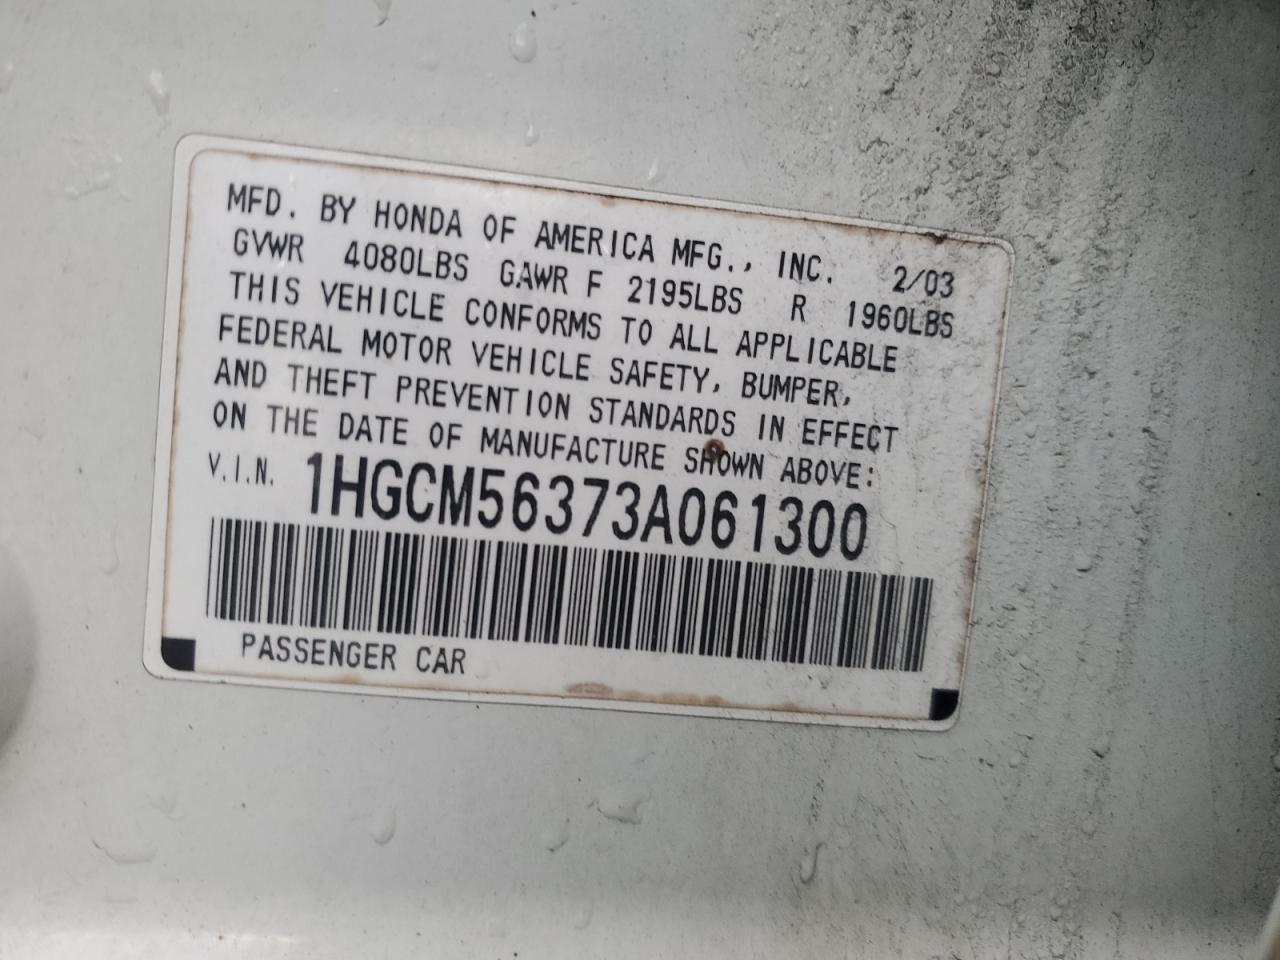 MFD. BY HONDA OF AMERICA MFG., INC. 2/03
GVWR 4080LBS GAWR F 2195LBS R 1960LBS
THIS VEHICLE CONFORMS TO ALL APPLICABLE
FEDERAL MOTOR VEHICLE SAFETY, BUMPER,
AND THEFT PREVENTION STANDARDS IN EFFECT
ON THE DATE OF MANUFACTURE SHOWN ABOVE:
V.I.N. 1HGCM56373A061300
PASSENGER CAR